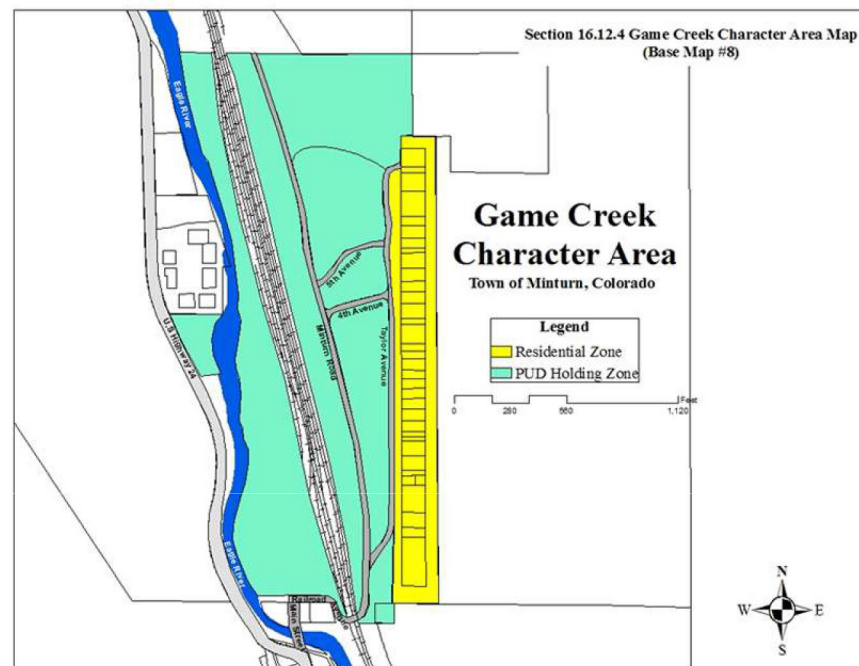 Section 16.12.4 Game Creek Character Area Map
(Base Map #8)
Eagle River
Game Creek
Character Area
Town of Minturn, Colorado
5th Avenue
4th Avenue
Minturn Road
Taylor Avenue
U.S Highway 24
Legend
Residential Zone
PUD Holding Zone
Feet
0 280 560 1,120
Eagle River
Railroad
Avenue
Main Street
N
W E
S